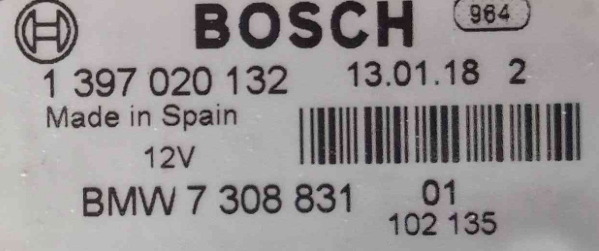 BOSCH 964
1 397 020 132 13.01.18 2
Made in Spain
12V
BMW 7 308 831 01
102 135